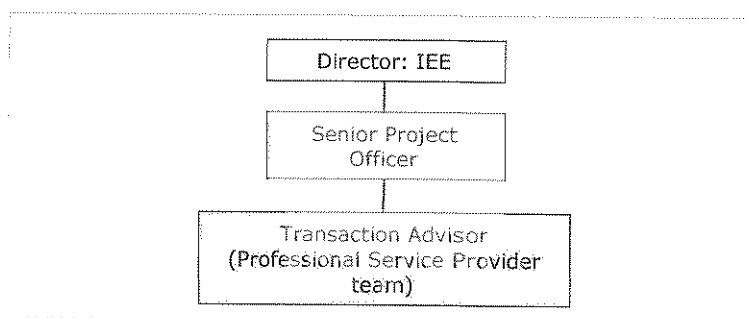 Director: IEE
Senior Project
Officer
Transaction Advisor
(Professional Service Provider
team)